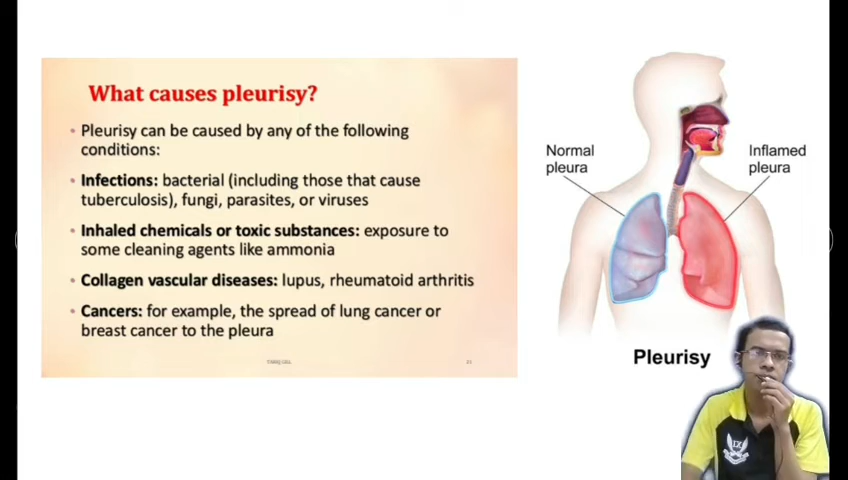 What causes pleurisy?
• Pleurisy can be caused by any of the following
conditions:
• Infections: bacterial (including those that cause
tuberculosis), fungi, parasites, or viruses
• Inhaled chemicals or toxic substances: exposure to
some cleaning agents like ammonia
• Collagen vascular diseases: lupus, rheumatoid arthritis
• Cancers: for example, the spread of lung cancer or
breast cancer to the pleura
Normal
pleura
Inflamed
pleura
Pleurisy